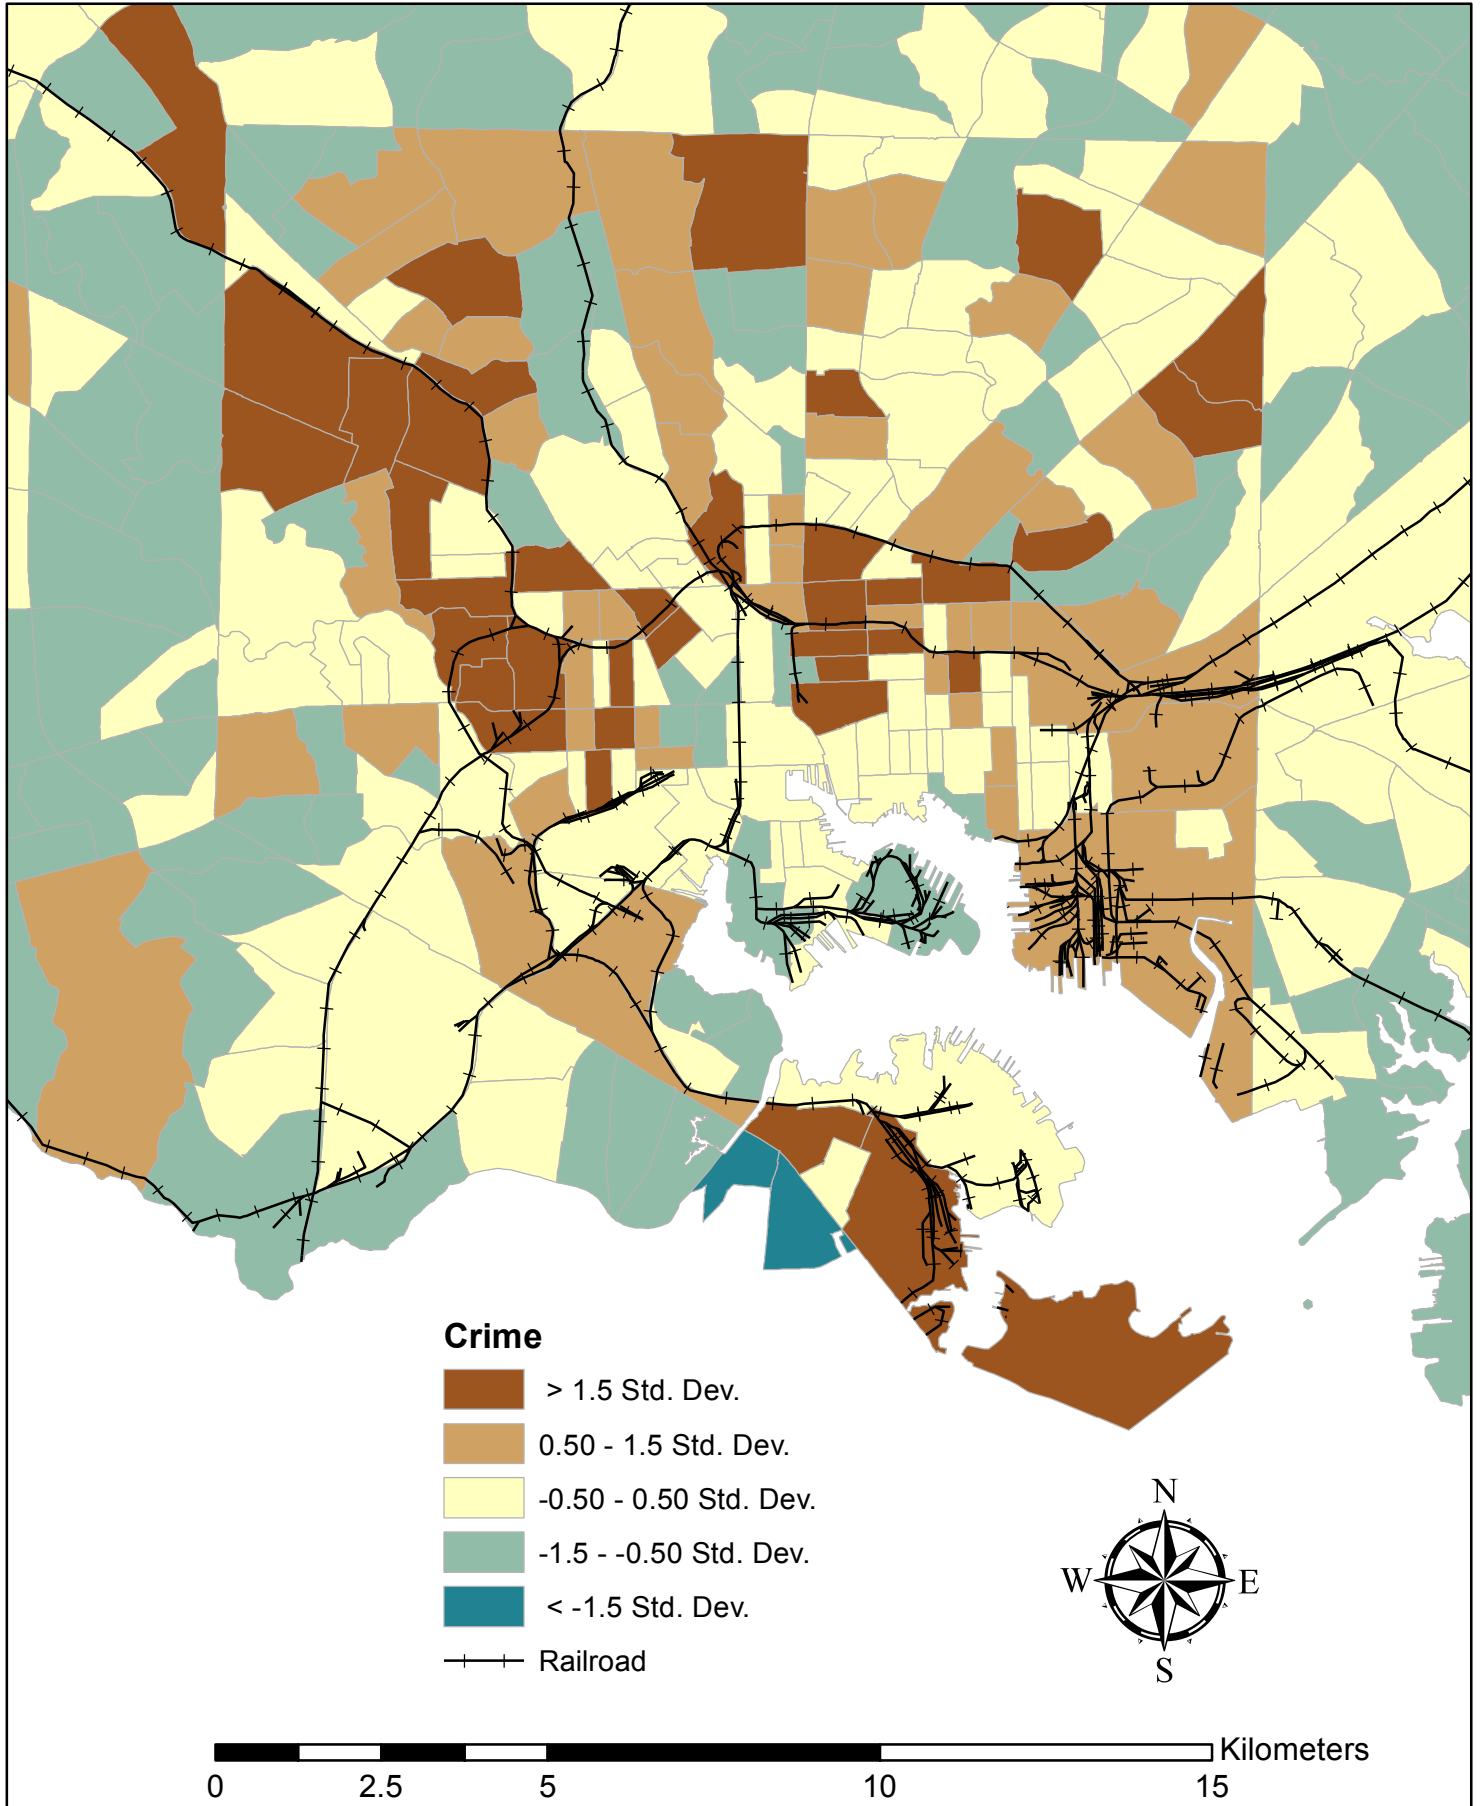 Crime
> 1.5 Std. Dev.
0.50 - 1.5 Std. Dev.
-0.50 - 0.50 Std. Dev.
-1.5 - -0.50 Std. Dev.
< -1.5 Std. Dev.
Railroad
N
W E
S
Kilometers
0 2.5 5 10 15